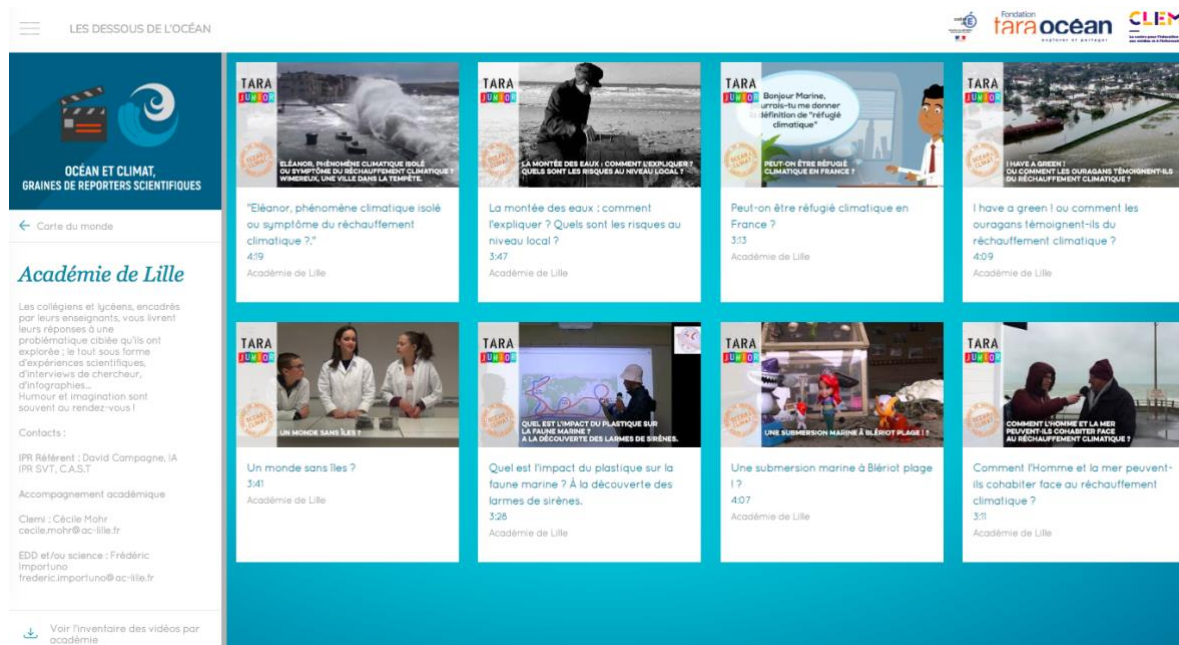 LES DESSOUS DE L'OCÉAN
Fondation
tara océan
explorer et partager
CLEM
OCÉAN ET CLIMAT,
GRAINES DE REPORTERS SCIENTIFIQUES
Carte du monde
Académie de Lille
Les collégiens et lycéens, encadrés
par leurs enseignants, vous livrent
leurs réponses à une
problématique ciblée qu'ils ont
explorée ; le tout sous forme
d'expériences scientifiques,
d'interviews de chercheur,
d'infographies...
Humour et imagination sont
souvent au rendez-vous !
Contacts :
IPR Référent : David Campagne, IA
IPR SVT, C.A.S.T
Accompagnement académique
Clemi : Cécile Mohr
cecile.mohr@ac-lille.fr
EDD et/ou science : Frédéric
Importuno
frederic.importuno@ac-lille.fr
Voir l'inventaire des vidéos par
académie
TARA
JUNIOR
ELÉANOR, PHÉNOMÈNE CLIMATIQUE ISOLÉ
OU SYMPTÔME DU RÉCHAUFFEMENT CLIMATIQUE ?
WIMEREUX, UNE VILLE DANS LA TEMPÊTE.
"Eléanor, phénomène climatique isolé
ou symptôme du réchauffement
climatique ?."
4:19
Académie de Lille
TARA
JUNIOR
LA MONTÉE DES EAUX : COMMENT L'EXPLIQUER ?
QUELS SONT LES RISQUES AU NIVEAU LOCAL ?
La montée des eaux : comment
l'expliquer ? Quels sont les risques au
niveau local ?
3:47
Académie de Lille
TARA
JUNIOR
Bonjour Marine,
pourrais-tu me donner
la définition de "réfugié
climatique"
PEUT-ON ÊTRE RÉFUGIÉ
CLIMATIQUE EN FRANCE ?
Peut-on être réfugié climatique en
France ?
3:13
Académie de Lille
TARA
JUNIOR
I HAVE A GREEN !
OU COMMENT LES OURAGANS TÉMOIGNENT-ILS
DU RÉCHAUFFEMENT CLIMATIQUE ?
I have a green ! ou comment les
ouragans témoignent-ils du
réchauffement climatique ?
4:09
Académie de Lille
TARA
JUNIOR
UN MONDE SANS ÎLES ?
Un monde sans îles ?
3:41
Académie de Lille
TARA
JUNIOR
QUEL EST L'IMPACT DU PLASTIQUE SUR
LA FAUNE MARINE ?
A LA DÉCOUVERTE DES LARMES DE SIRÈNES.
Quel est l'impact du plastique sur la
faune marine ? À la découverte des
larmes de sirènes.
3:28
Académie de Lille
TARA
JUNIOR
UNE SUBMERSION MARINE À BLÉRIOT PLAGE ! ?
Une submersion marine à Blériot plage
! ?
4:07
Académie de Lille
TARA
JUNIOR
COMMENT L'HOMME ET LA MER
PEUVENT-ILS COHABITER FACE
AU RÉCHAUFFEMENT CLIMATIQUE ?
Comment l'Homme et la mer peuvent-
ils cohabiter face au réchauffement
climatique ?
3:11
Académie de Lille